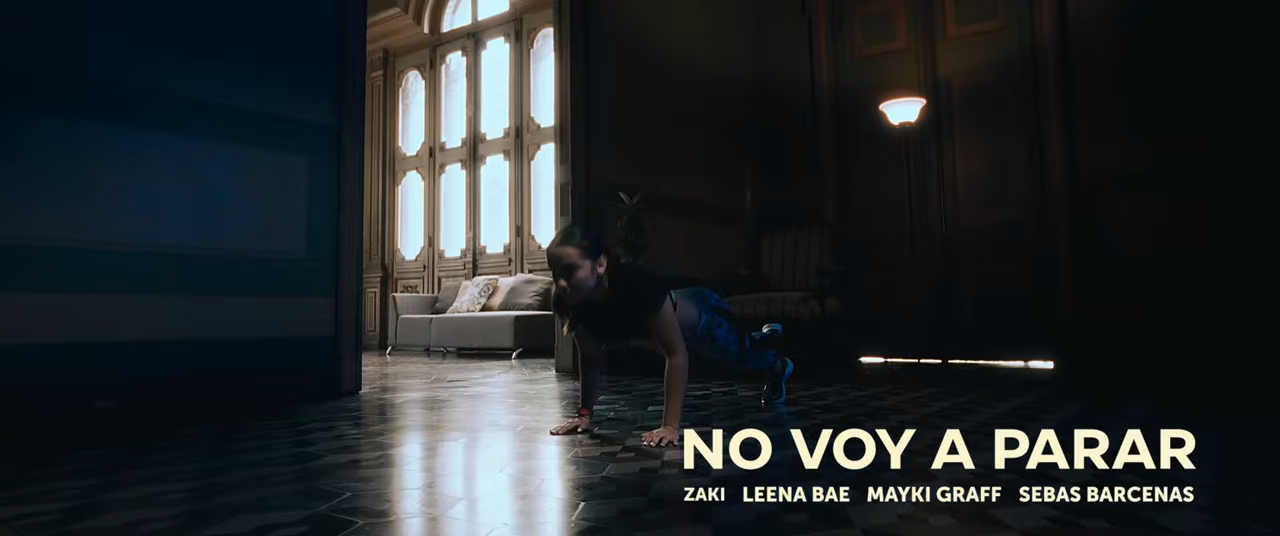 NO VOY A PARAR
ZAKI LEENA BAE MAYKI GRAFF SEBAS BARCENAS